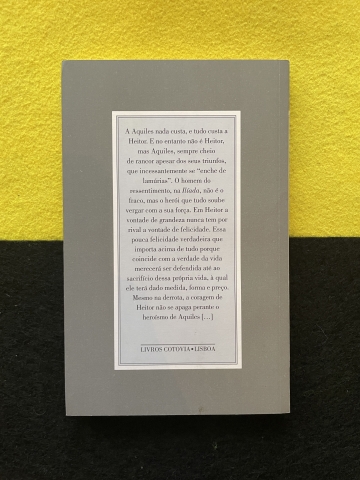 A Aquiles nada custa, e tudo custa a
Heitor. E no entanto não é Heitor,
mas Aquiles, sempre cheio
de rancor apesar dos seus triunfos,
que incessantemente se “enche de
lamúrias”. O homem do
ressentimento, na Ilíada, não é o
fraco, mas o herói que tudo soube
vergar com a sua força. Em Heitor a
vontade de grandeza nunca tem por
rival a vontade de felicidade. Essa
pouca felicidade verdadeira que
importa acima de tudo porque
coincide com a verdade da vida
merecerá ser defendida até ao
sacrifício dessa própria vida, à qual
ele terá dado medida, forma e preço.
Mesmo na derrota, a coragem de
Heitor não se apaga perante o
heroísmo de Aquiles [...]
LIVROS COTOVIA • LISBOA